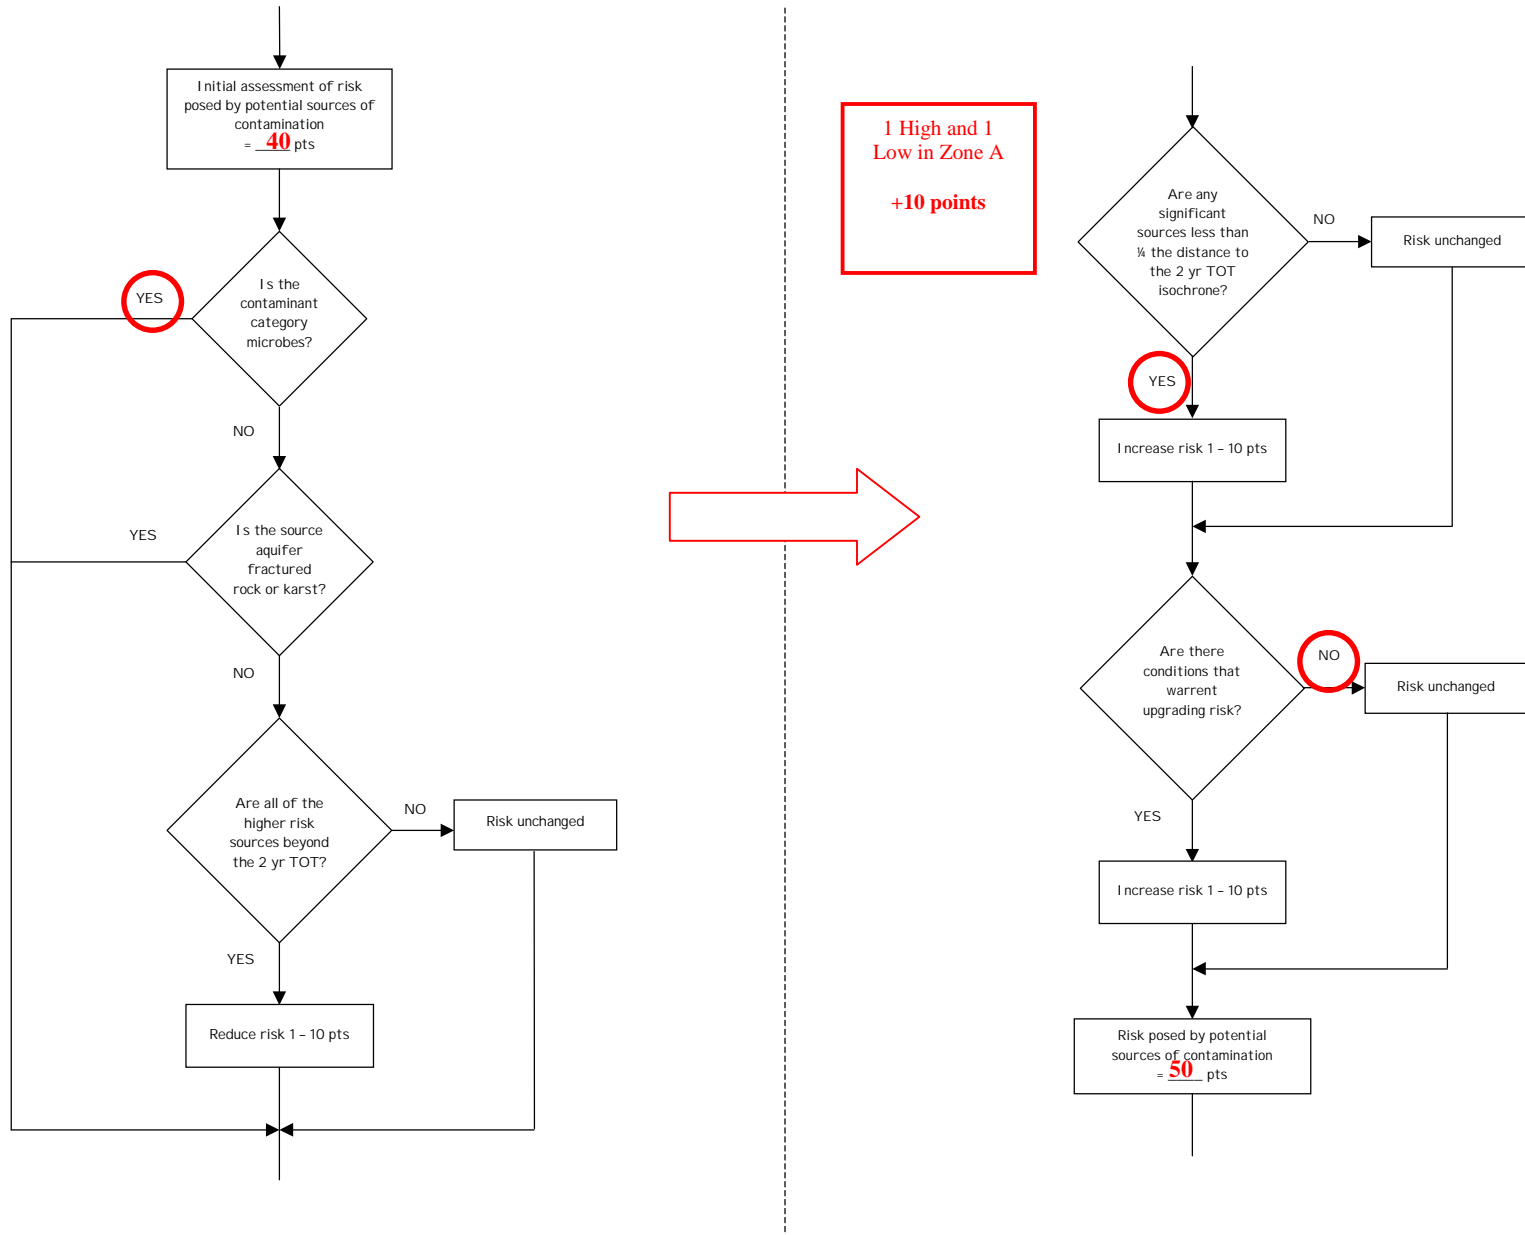 Initial assessment of risk
posed by potential sources of
contamination
= 40 pts
Is the
contaminant
category
microbes?
YES
NO
Is the source
aquifer
fractured
rock or karst?
YES
NO
Are all of the
higher risk
sources beyond
the 2 yr TOT?
NO
Risk unchanged
YES
Reduce risk 1 – 10 pts
1 High and 1
Low in Zone A
+10 points
Are any
significant
sources less than
¼ the distance to
the 2 yr TOT
isochrone?
NO
Risk unchanged
YES
Increase risk 1 – 10 pts
Are there
conditions that
warrent
upgrading risk?
NO
Risk unchanged
YES
Increase risk 1 – 10 pts
Risk posed by potential
sources of contamination
= 50 pts